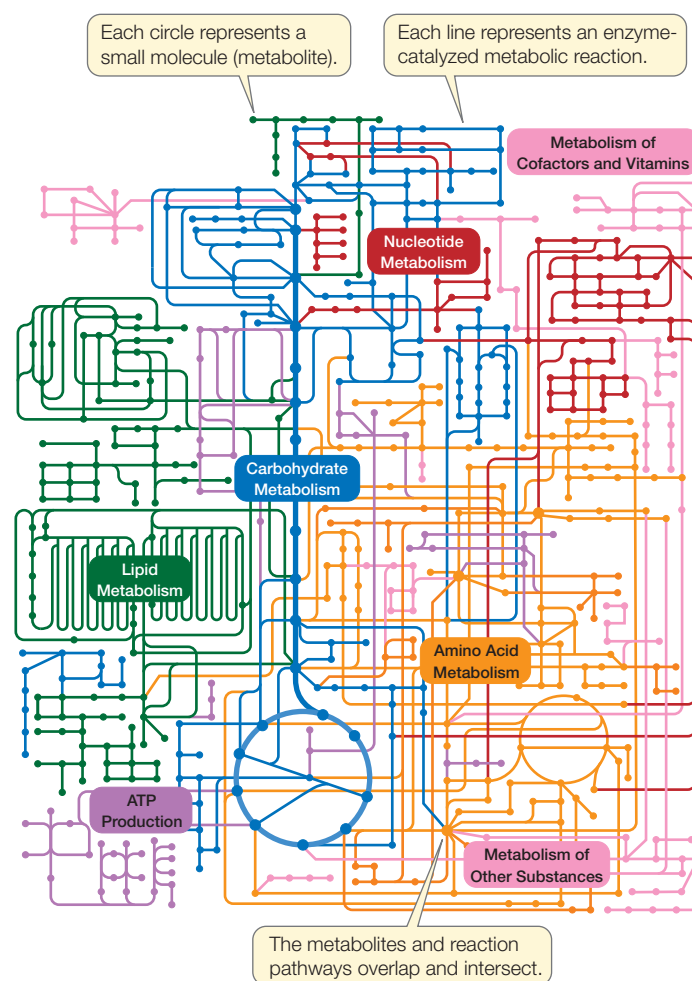 Each circle represents a
small molecule (metabolite).
Each line represents an enzyme-
catalyzed metabolic reaction.
Metabolism of
Cofactors and Vitamins
Nucleotide
Metabolism
Carbohydrate
Metabolism
Lipid
Metabolism
Amino Acid
Metabolism
ATP
Production
Metabolism of
Other Substances
The metabolites and reaction
pathways overlap and intersect.